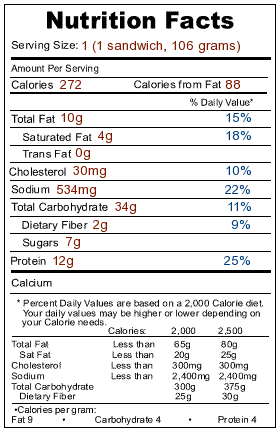 Nutrition Facts
Serving Size: 1 (1 sandwich, 106 grams)
Amount Per Serving
Calories 272 Calories from Fat 88
% Daily Value*
Total Fat 10g 15%
Saturated Fat 4g 18%
Trans Fat 0g
Cholesterol 30mg 10%
Sodium 534mg 22%
Total Carbohydrate 34g 11%
Dietary Fiber 2g 9%
Sugars 7g
Protein 12g 25%
Calcium
* Percent Daily Values are based on a 2,000 Calorie diet.
Your daily values may be higher or lower depending on
your Calorie needs.
Calories: 2,000 2,500
Total Fat Less than 65g 80g
Sat Fat Less than 20g 25g
Cholesterol Less than 300mg 300mg
Sodium Less than 2,400mg 2,400mg
Total Carbohydrate 300g 375g
Dietary Fiber 25g 30g
•Calories per gram:
Fat 9 • Carbohydrate 4 • Protein 4